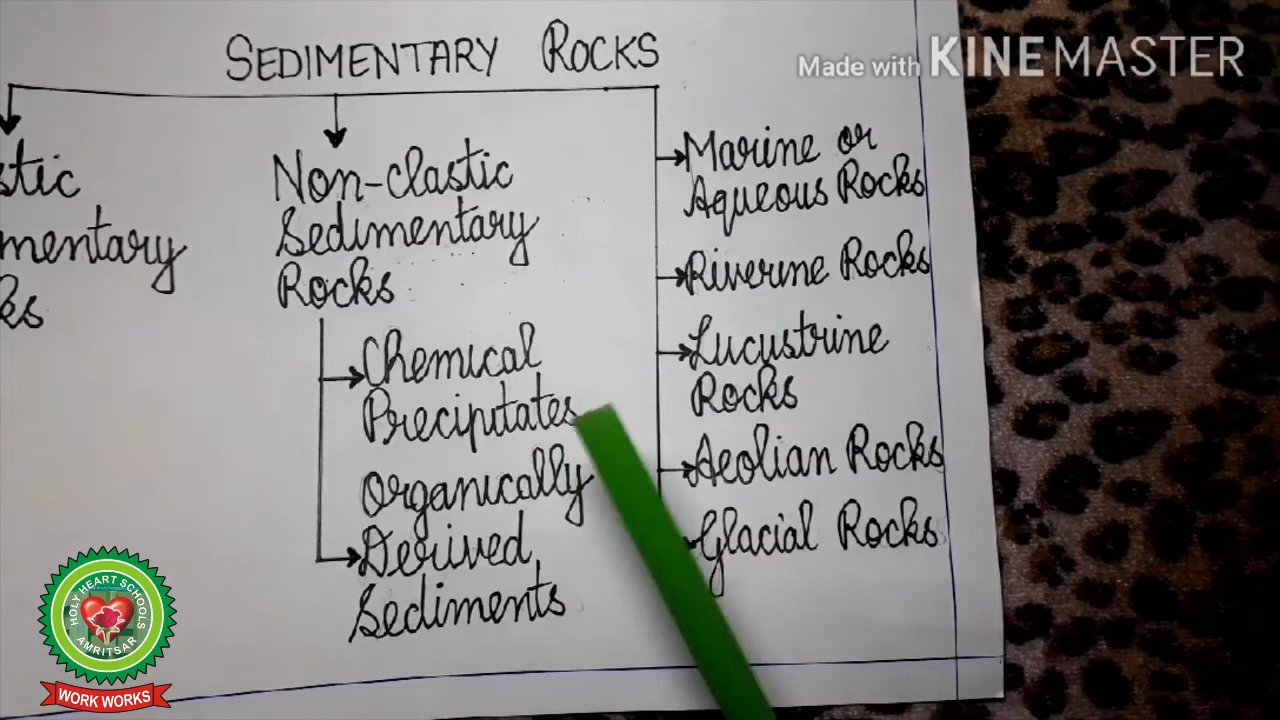 SEDIMENTARY ROCKS
Made with KINEMASTER
stic
mentary
ks
Non-clastic
Sedimentary
Rocks
Chemical
Precipitates
Organically
Derived
Sediments
Marine or
Aqueous Rocks
Riverine Rocks
Lucustrine
Rocks
Aeolian Rocks
Glacial Rocks
HOLY HEART SCHOOLS
AMRITSAR
WORK WORKS